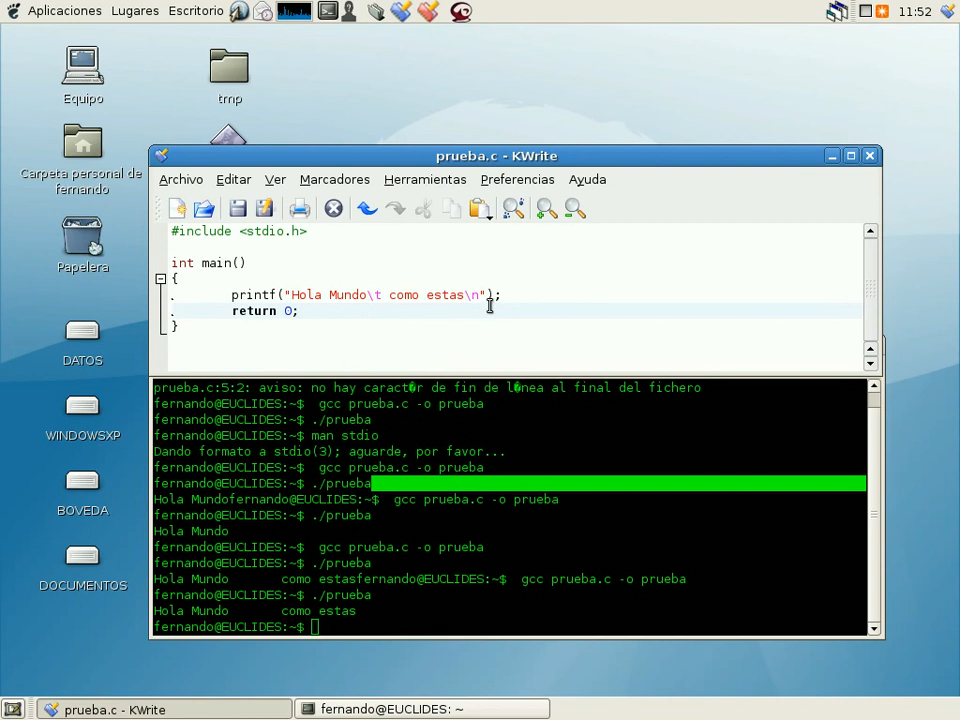 Aplicaciones Lugares Escritorio 11:52
Equipo
tmp
Carpeta personal de
fernando
Papelera
DATOS
WINDOWSXP
BOVEDA
DOCUMENTOS
prueba.c - KWrite
Archivo Editar Ver Marcadores Herramientas Preferencias Ayuda
#include <stdio.h>
int main()
{
printf("Hola Mundo\t como estas\n");
return 0;
}
prueba.c:5:2: aviso: no hay caract�r de fin de l�nea al final del fichero
fernando@EUCLIDES:~$  gcc prueba.c -o prueba
fernando@EUCLIDES:~$ ./prueba
fernando@EUCLIDES:~$ man stdio
Dando formato a stdio(3); aguarde, por favor...
fernando@EUCLIDES:~$  gcc prueba.c -o prueba
fernando@EUCLIDES:~$ ./prueba
Hola Mundofernando@EUCLIDES:~$  gcc prueba.c -o prueba
fernando@EUCLIDES:~$ ./prueba
Hola Mundo
fernando@EUCLIDES:~$  gcc prueba.c -o prueba
fernando@EUCLIDES:~$ ./prueba
Hola Mundo       como estasfernando@EUCLIDES:~$  gcc prueba.c -o prueba
fernando@EUCLIDES:~$ ./prueba
Hola Mundo       como estas
fernando@EUCLIDES:~$
prueba.c - KWrite fernando@EUCLIDES: ~